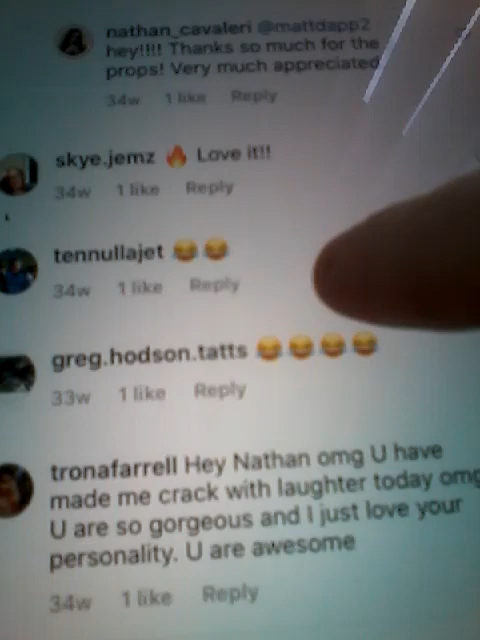 nathan_cavaleri @mattdapp2
hey!!!! Thanks so much for the
props! Very much appreciated
34w 1 like Reply
skye.jemz 🔥 Love it!!
34w 1 like Reply
tennullajet 😂 😂
34w 1 like Reply
greg.hodson.tatts 😂 😂 😂 😂
33w 1 like Reply
tronafarrell Hey Nathan omg U have
made me crack with laughter today omg
U are so gorgeous and I just love your
personality. U are awesome
34w 1 like Reply